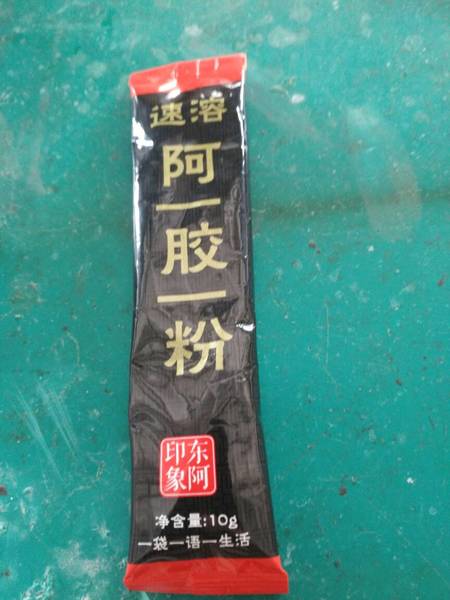 速溶
阿
胶
粉
东阿
印象
净含量:10g
一袋一语一生活